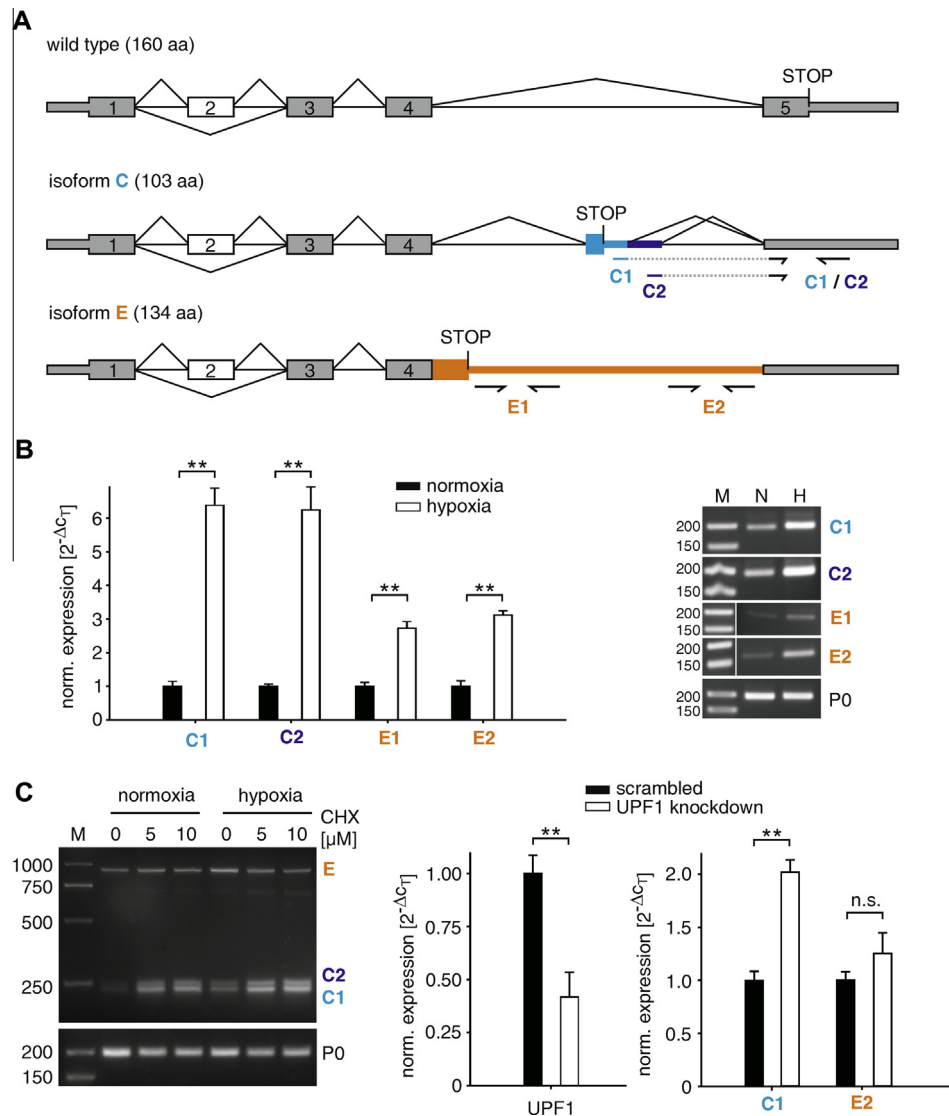 A
wild type (160 aa)
STOP
1 2 3 4 5
isoform C (103 aa)
STOP
1 2 3 4
C1
C2
C1 / C2
isoform E (134 aa)
STOP
1 2 3 4
E1 E2
B
norm. expression [2-ΔcT]
6
5
4
3
2
1
0
** ** ** **
normoxia
hypoxia
C1 C2 E1 E2
M N H
200
150
C1
200
150
C2
200
150
E1
200
150
E2
200
150
P0
C
normoxia hypoxia
CHX
M 0 5 10 0 5 10 [µM]
1000
750
500
250
E
C2
C1
200
150
P0
scrambled
UPF1 knockdown
norm. expression [2-ΔcT]
1.00
0.75
0.50
0.25
0
**
UPF1
norm. expression [2-ΔcT]
2.0
1.5
1.0
0.5
0
**
n.s.
C1 E2